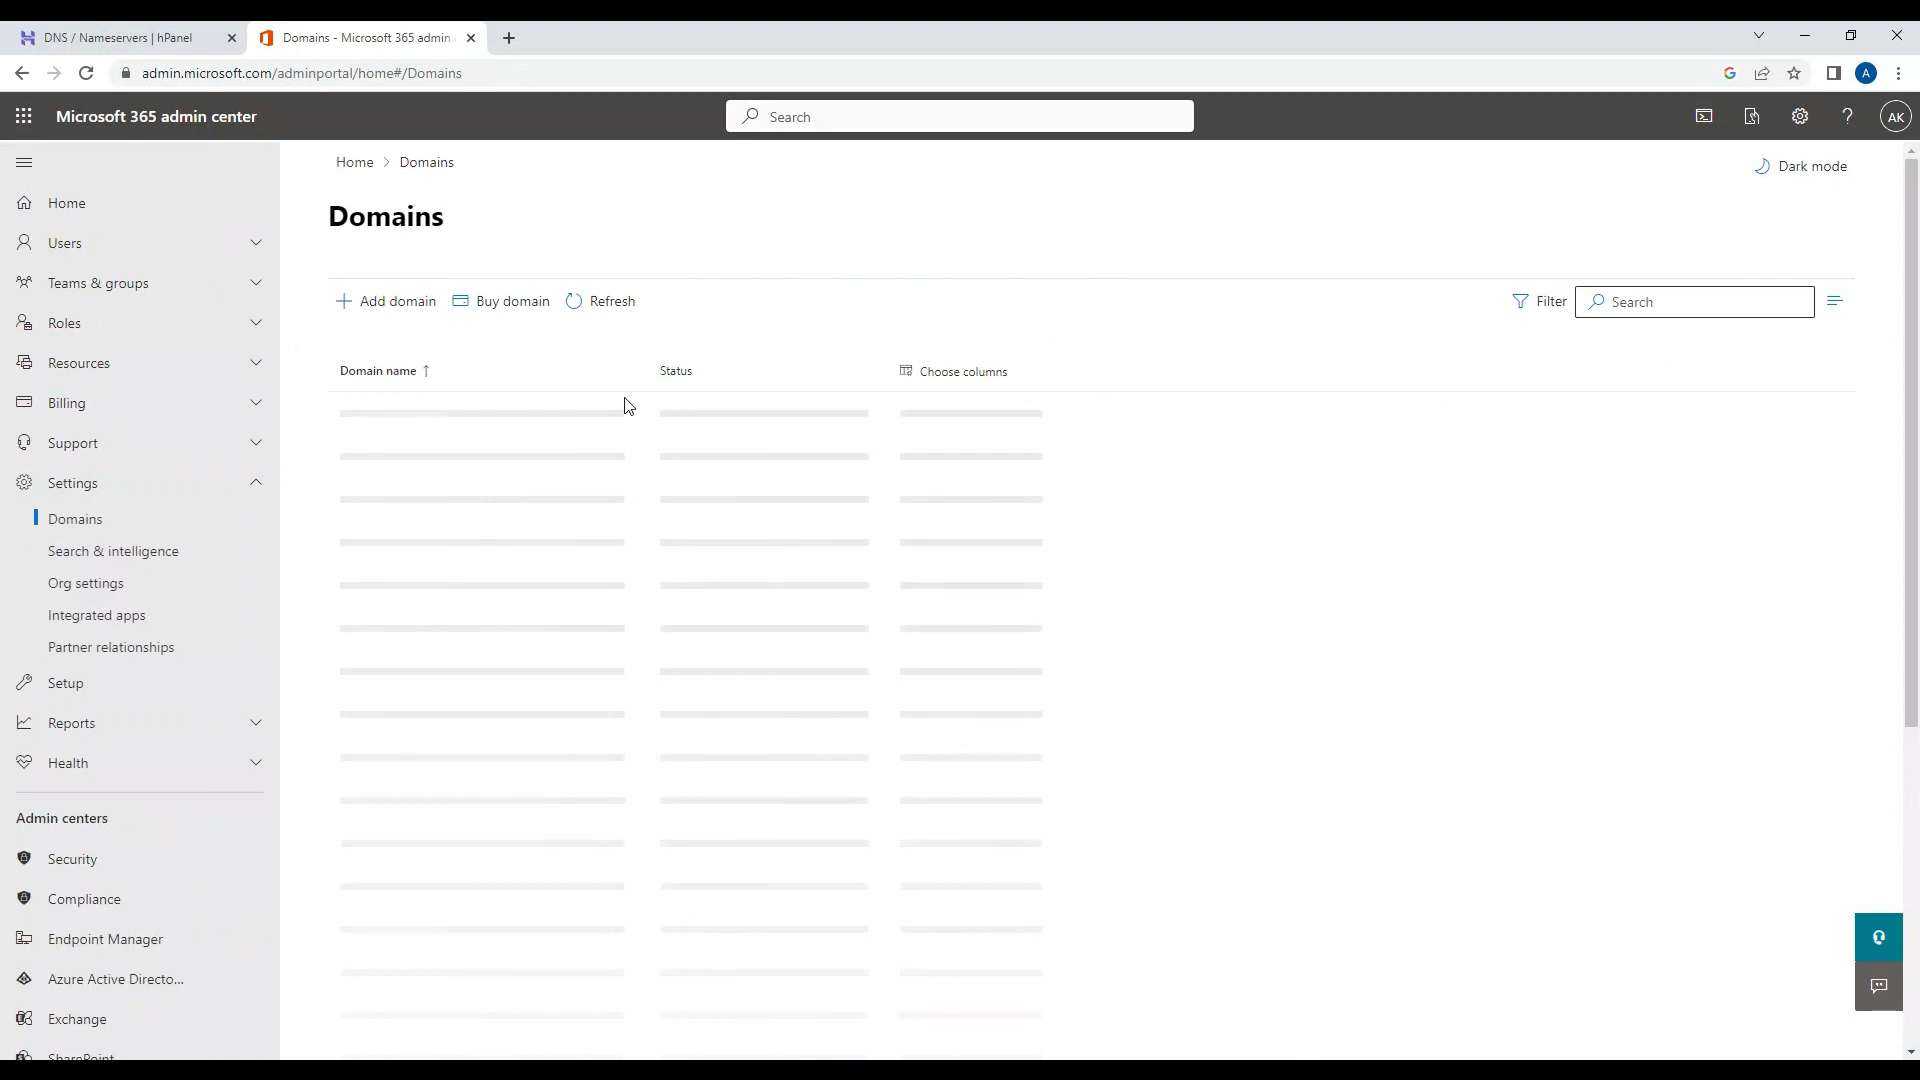 DNS / Nameservers | hPanel
Domains - Microsoft 365 admin
admin.microsoft.com/adminportal/home#/Domains
A
Microsoft 365 admin center
Search
AK
Home > Domains
Dark mode
Domains
Add domain
Buy domain
Refresh
Filter
Search
Domain name ↑
Status
Choose columns
Home
Users
Teams & groups
Roles
Resources
Billing
Support
Settings
Domains
Search & intelligence
Org settings
Integrated apps
Partner relationships
Setup
Reports
Health
Admin centers
Security
Compliance
Endpoint Manager
Azure Active Directo...
Exchange
SharePoint